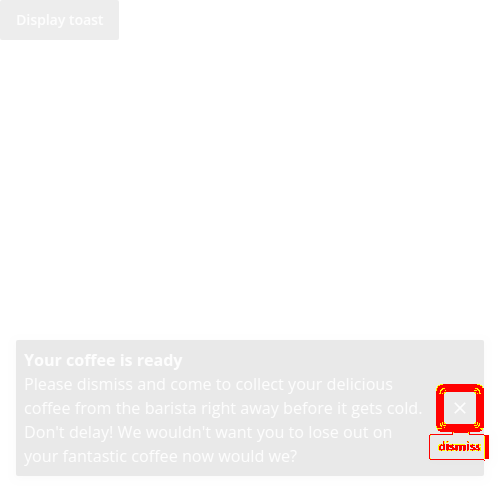 Display toast
Your coffee is ready
Please dismiss and come to collect your delicious
coffee from the barista right away before it gets cold.
Don't delay! We wouldn't want you to lose out on
your fantastic coffee now would we?
dismiss